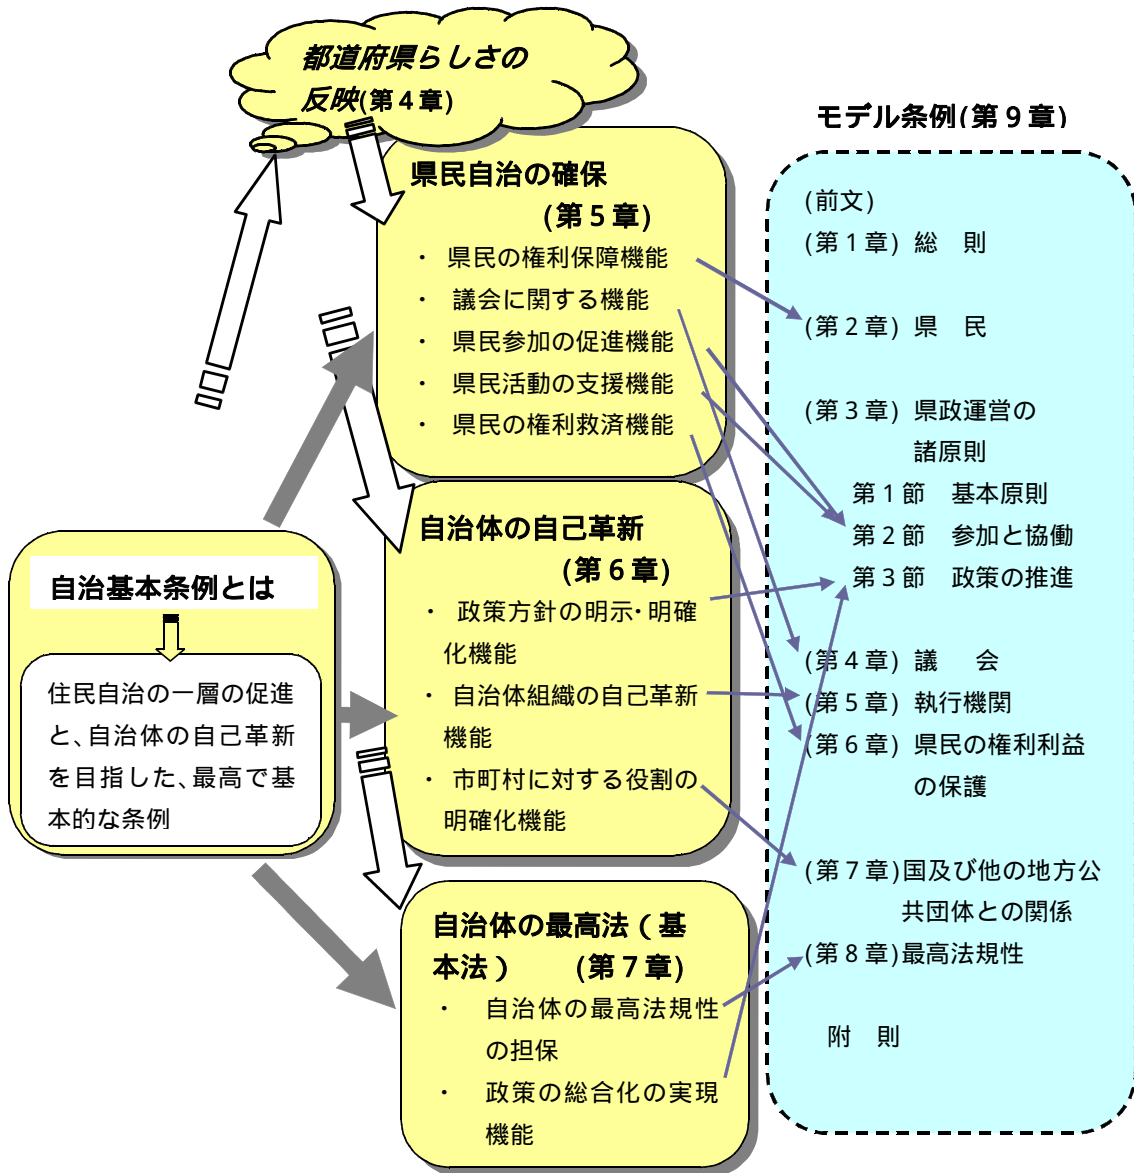 都道府県らしさの
反映(第4章)
県民自治の確保
(第5章)
・ 県民の権利保障機能
・ 議会に関する機能
・ 県民参加の促進機能
・ 県民活動の支援機能
・ 県民の権利救済機能
自治体の自己革新
(第6章)
・ 政策方針の明示・明確
化機能
・ 自治体組織の自己革新
機能
・ 市町村に対する役割の
明確化機能
自治基本条例とは
住民自治の一層の促進
と、自治体の自己革新
を目指した、最高で基
本的な条例
自治体の最高法(基
本法) (第7章)
・ 自治体の最高法規性
の担保
・ 政策の総合化の実現
機能
モデル条例(第9章)
(前文)
(第1章) 総 則
(第2章) 県 民
(第3章) 県政運営の
諸原則
第1節 基本原則
第2節 参加と協働
第3節 政策の推進
(第4章) 議 会
(第5章) 執行機関
(第6章) 県民の権利利益
の保護
(第7章)国及び他の地方公
共団体との関係
(第8章)最高法規性
附 則